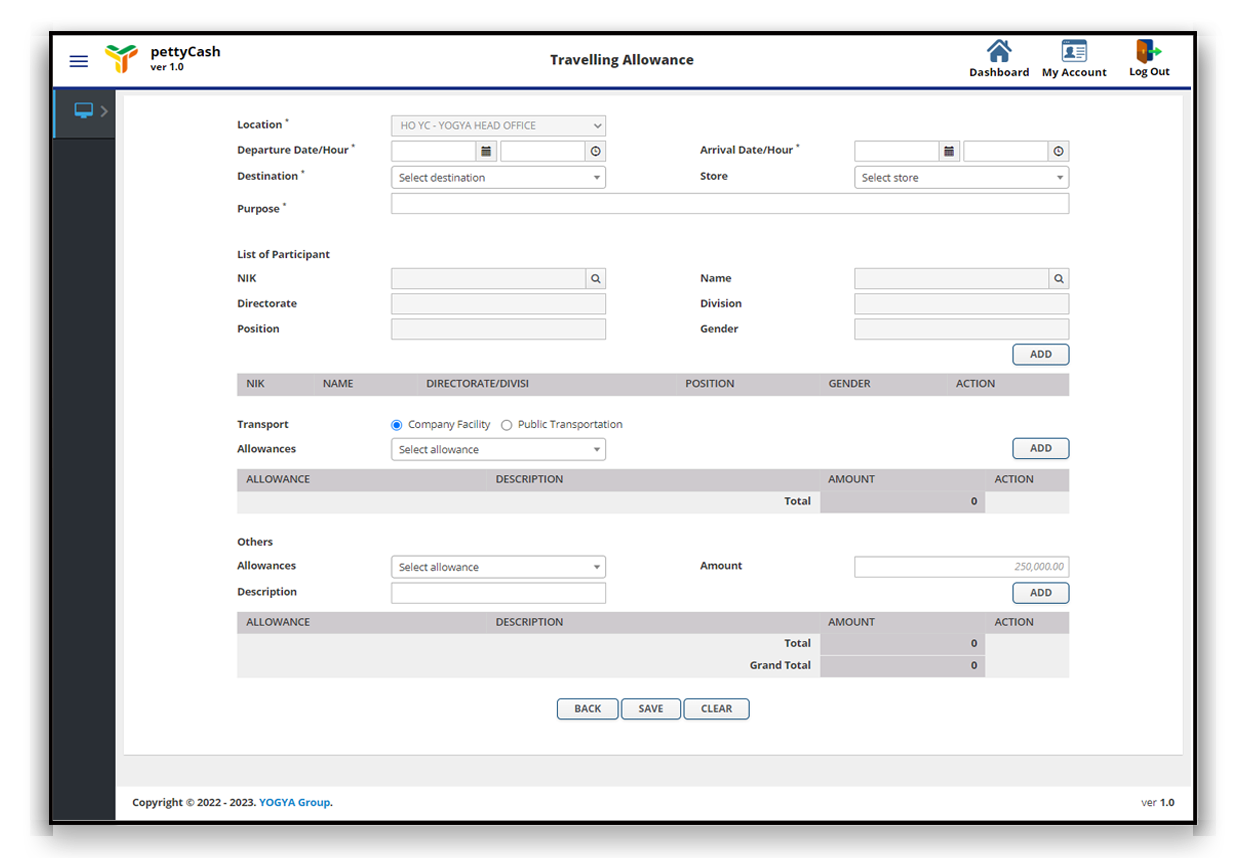 pettyCash
ver 1.0
Travelling Allowance
Dashboard My Account Log Out
Location *
HO YC - YOGYA HEAD OFFICE
Departure Date/Hour *
Arrival Date/Hour *
Destination *
Select destination
Store
Select store
Purpose *
List of Participant
NIK
Name
Directorate
Division
Position
Gender
ADD
NIK NAME DIRECTORATE/DIVISI POSITION GENDER ACTION
Transport
Company Facility
Public Transportation
Allowances
Select allowance
ADD
ALLOWANCE DESCRIPTION AMOUNT ACTION
Total 0
Others
Allowances
Select allowance
Amount
250,000.00
Description
ADD
ALLOWANCE DESCRIPTION AMOUNT ACTION
Total 0
Grand Total 0
BACK SAVE CLEAR
Copyright © 2022 - 2023. YOGYA Group.
ver 1.0